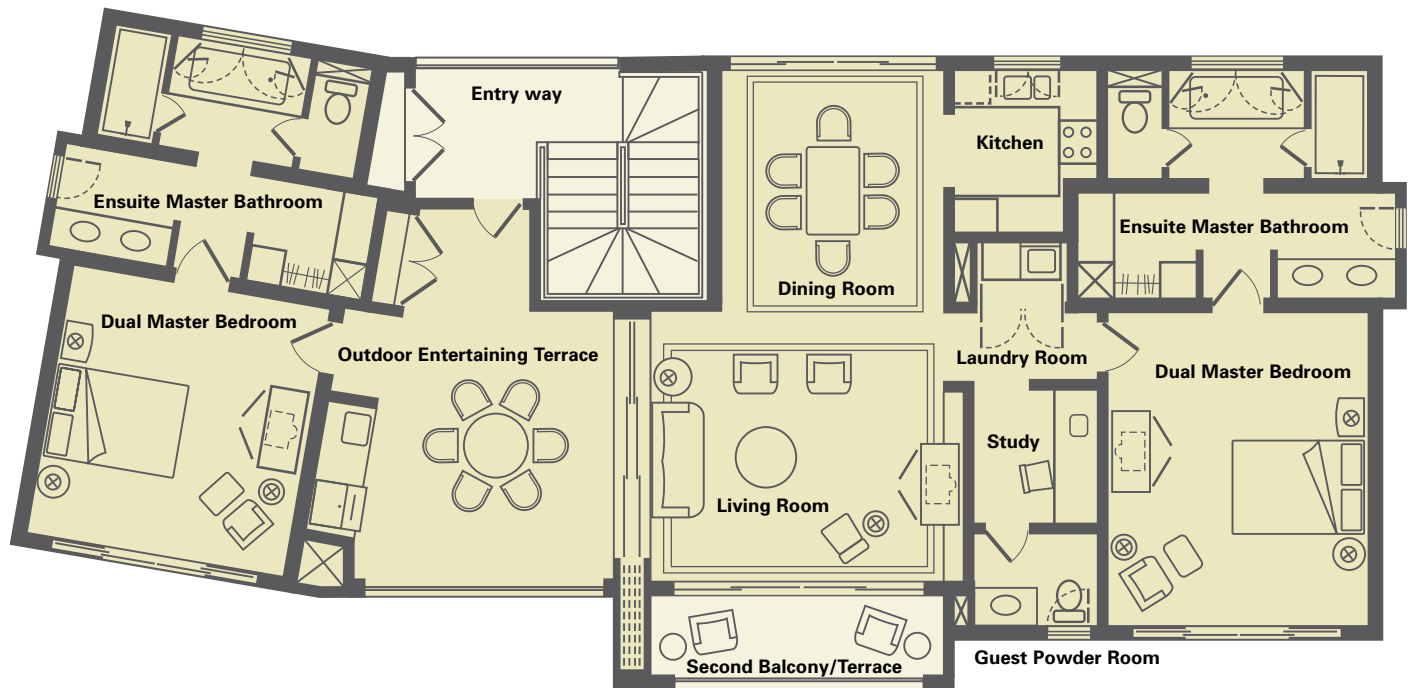 Entry way
Kitchen
Ensuite Master Bathroom
Ensuite Master Bathroom
Dining Room
Dual Master Bedroom
Outdoor Entertaining Terrace
Laundry Room
Dual Master Bedroom
Study
Living Room
Second Balcony/Terrace
Guest Powder Room